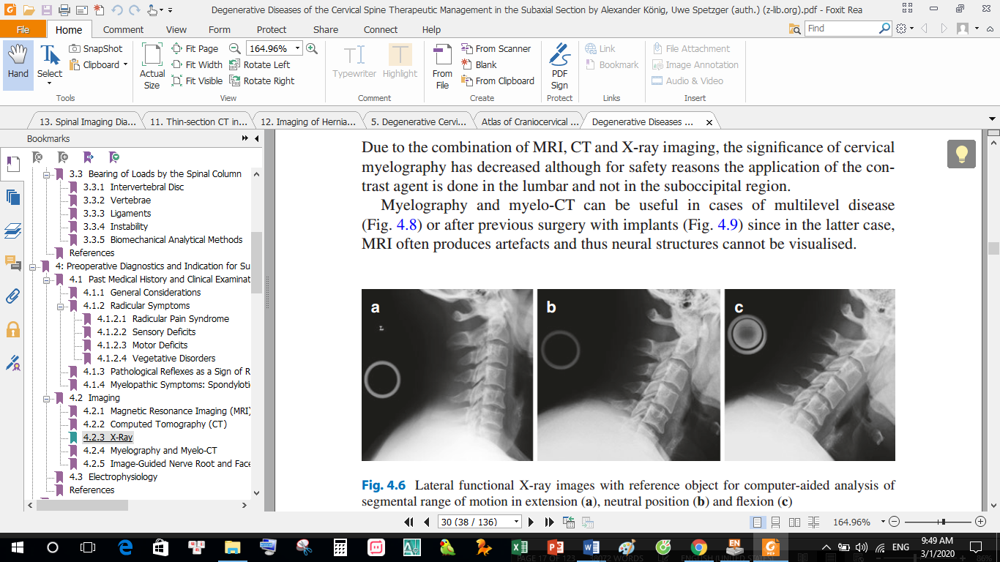 Degenerative Diseases of the Cervical Spine Therapeutic Management in the Subaxial Section by Alexander König, Uwe Spetzger (auth.) (z-lib.org).pdf - Foxit Rea
File Home Comment View Form Protect Share Connect Help
Find
Hand
Select
SnapShot
Clipboard
Tools
Actual Size
Fit Page
Fit Width
Fit Visible
164.96%
Rotate Left
Rotate Right
View
Typewriter
Highlight
Comment
From File
From Scanner
Blank
From Clipboard
Create
PDF Sign
Protect
Link
Bookmark
Links
File Attachment
Image Annotation
Audio & Video
Insert
13. Spinal Imaging Dia...
11. Thin-section CT in...
12. Imaging of Hernia...
5. Degenerative Cervi...
Atlas of Craniocervical ...
Degenerative Diseases ...
Bookmarks
3.3 Bearing of Loads by the Spinal Column
3.3.1 Intervertebral Disc
3.3.2 Vertebrae
3.3.3 Ligaments
3.3.4 Instability
3.3.5 Biomechanical Analytical Methods
References
4: Preoperative Diagnostics and Indication for Su
4.1 Past Medical History and Clinical Examinat
4.1.1 General Considerations
4.1.2 Radicular Symptoms
4.1.2.1 Radicular Pain Syndrome
4.1.2.2 Sensory Deficits
4.1.2.3 Motor Deficits
4.1.2.4 Vegetative Disorders
4.1.3 Pathological Reflexes as a Sign of R
4.1.4 Myelopathic Symptoms: Spondyloti
4.2 Imaging
4.2.1 Magnetic Resonance Imaging (MRI)
4.2.2 Computed Tomography (CT)
4.2.3 X-Ray
4.2.4 Myelography and Myelo-CT
4.2.5 Image-Guided Nerve Root and Face
4.3 Electrophysiology
References
Due to the combination of MRI, CT and X-ray imaging, the significance of cervical
myelography has decreased although for safety reasons the application of the con-
trast agent is done in the lumbar and not in the suboccipital region.
Myelography and myelo-CT can be useful in cases of multilevel disease
(Fig. 4.8) or after previous surgery with implants (Fig. 4.9) since in the latter case,
MRI often produces artefacts and thus neural structures cannot be visualised.
a
b
c
Fig. 4.6 Lateral functional X-ray images with reference object for computer-aided analysis of
segmental range of motion in extension (a), neutral position (b) and flexion (c)
30 (38 / 136)
164.96%
ENG
9:49 AM
3/1/2020
PAGE 17 OF 123 38072 WORDS ENGLISH (UNITED STATES) 86%